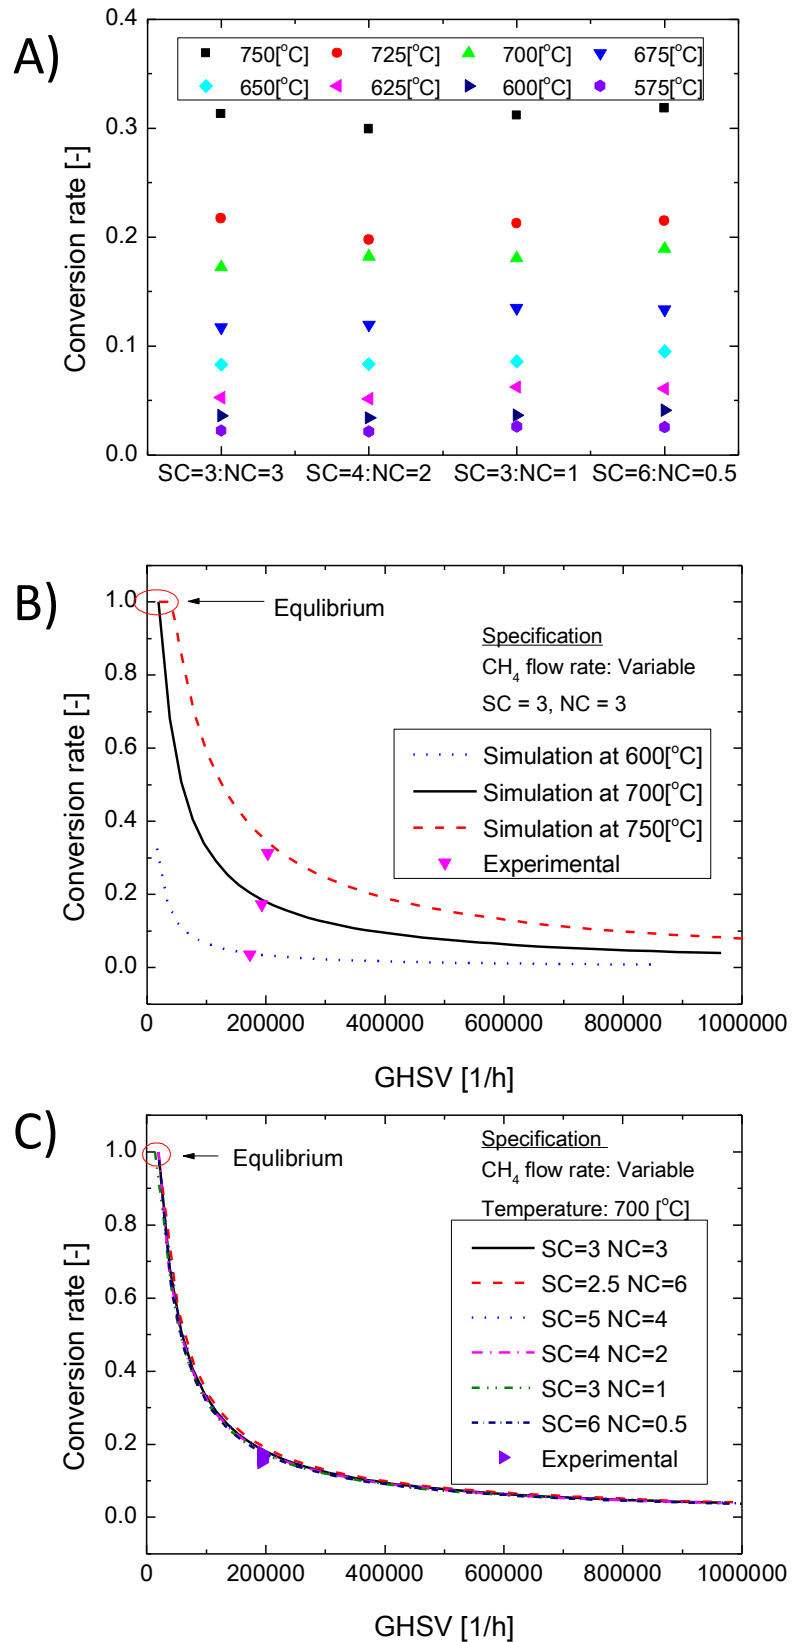 A)
0.4
750[°C] 725[°C] 700[°C] 675[°C]
650[°C] 625[°C] 600[°C] 575[°C]
0.3
0.2
0.1
0.0
Conversion rate [-]
SC=3:NC=3 SC=4:NC=2 SC=3:NC=1 SC=6:NC=0.5
B)
1.0
0.8
0.6
0.4
0.2
0.0
Conversion rate [-]
Equlibrium
Specification
CH₄ flow rate: Variable
SC = 3, NC = 3
Simulation at 600[°C]
Simulation at 700[°C]
Simulation at 750[°C]
Experimental
0 200000 400000 600000 800000 1000000
GHSV [1/h]
C)
1.0
0.8
0.6
0.4
0.2
0.0
Conversion rate [-]
Equlibrium
Specification
CH₄ flow rate: Variable
Temperature: 700 [°C]
SC=3 NC=3
SC=2.5 NC=6
SC=5 NC=4
SC=4 NC=2
SC=3 NC=1
SC=6 NC=0.5
Experimental
0 200000 400000 600000 800000 1000000
GHSV [1/h]